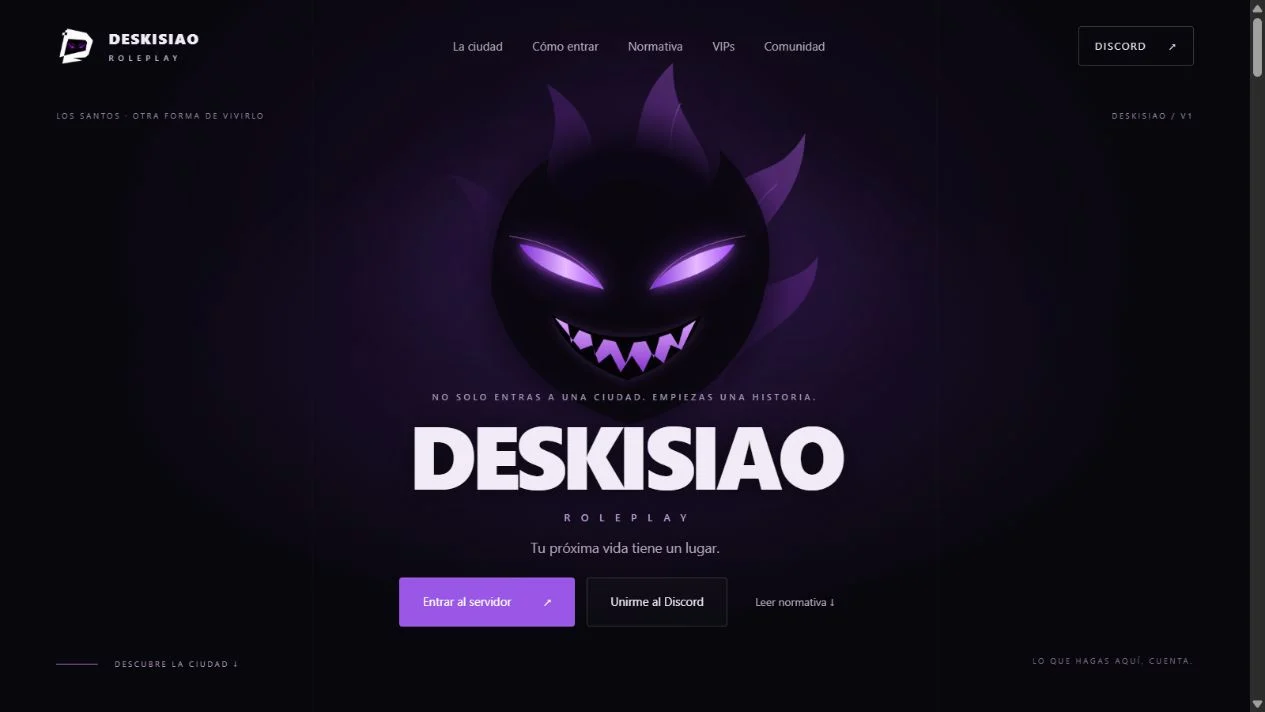 DESKISIAO
ROLEPLAY
La ciudad
Cómo entrar
Normativa
VIPs
Comunidad
DISCORD ↗
LOS SANTOS · OTRA FORMA DE VIVIRLO
DESKISIAO / V1
NO SOLO ENTRAS A UNA CIUDAD. EMPIEZAS UNA HISTORIA.
DESKISIAO
ROLEPLAY
Tu próxima vida tiene un lugar.
Entrar al servidor ↗
Unirme al Discord
Leer normativa ↓
DESCUBRE LA CIUDAD ↓
LO QUE HAGAS AQUÍ, CUENTA.